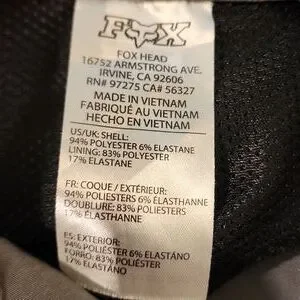 FOX
FOX HEAD
16752 ARMSTRONG AVE.
IRVINE, CA 92606
RN# 97275 CA# 56327
MADE IN VIETNAM
FABRIQUÉ AU VIETNAM
HECHO EN VIETNAM
US/UK: SHELL:
94% POLYESTER 6% ELASTANE
LINING: 83% POLYESTER
17% ELASTANE
FR: COQUE / EXTÉRIEUR:
94% POLYESTERS 6% ÉLASTHANNE
DOUBLURE: 83% POLYESTERS
17% ÉLASTHANNE
ES: EXTERIOR:
94% POLIÉSTER 6% ELASTANO
FORRO: 83% POLIÉSTER
17% ELASTANO